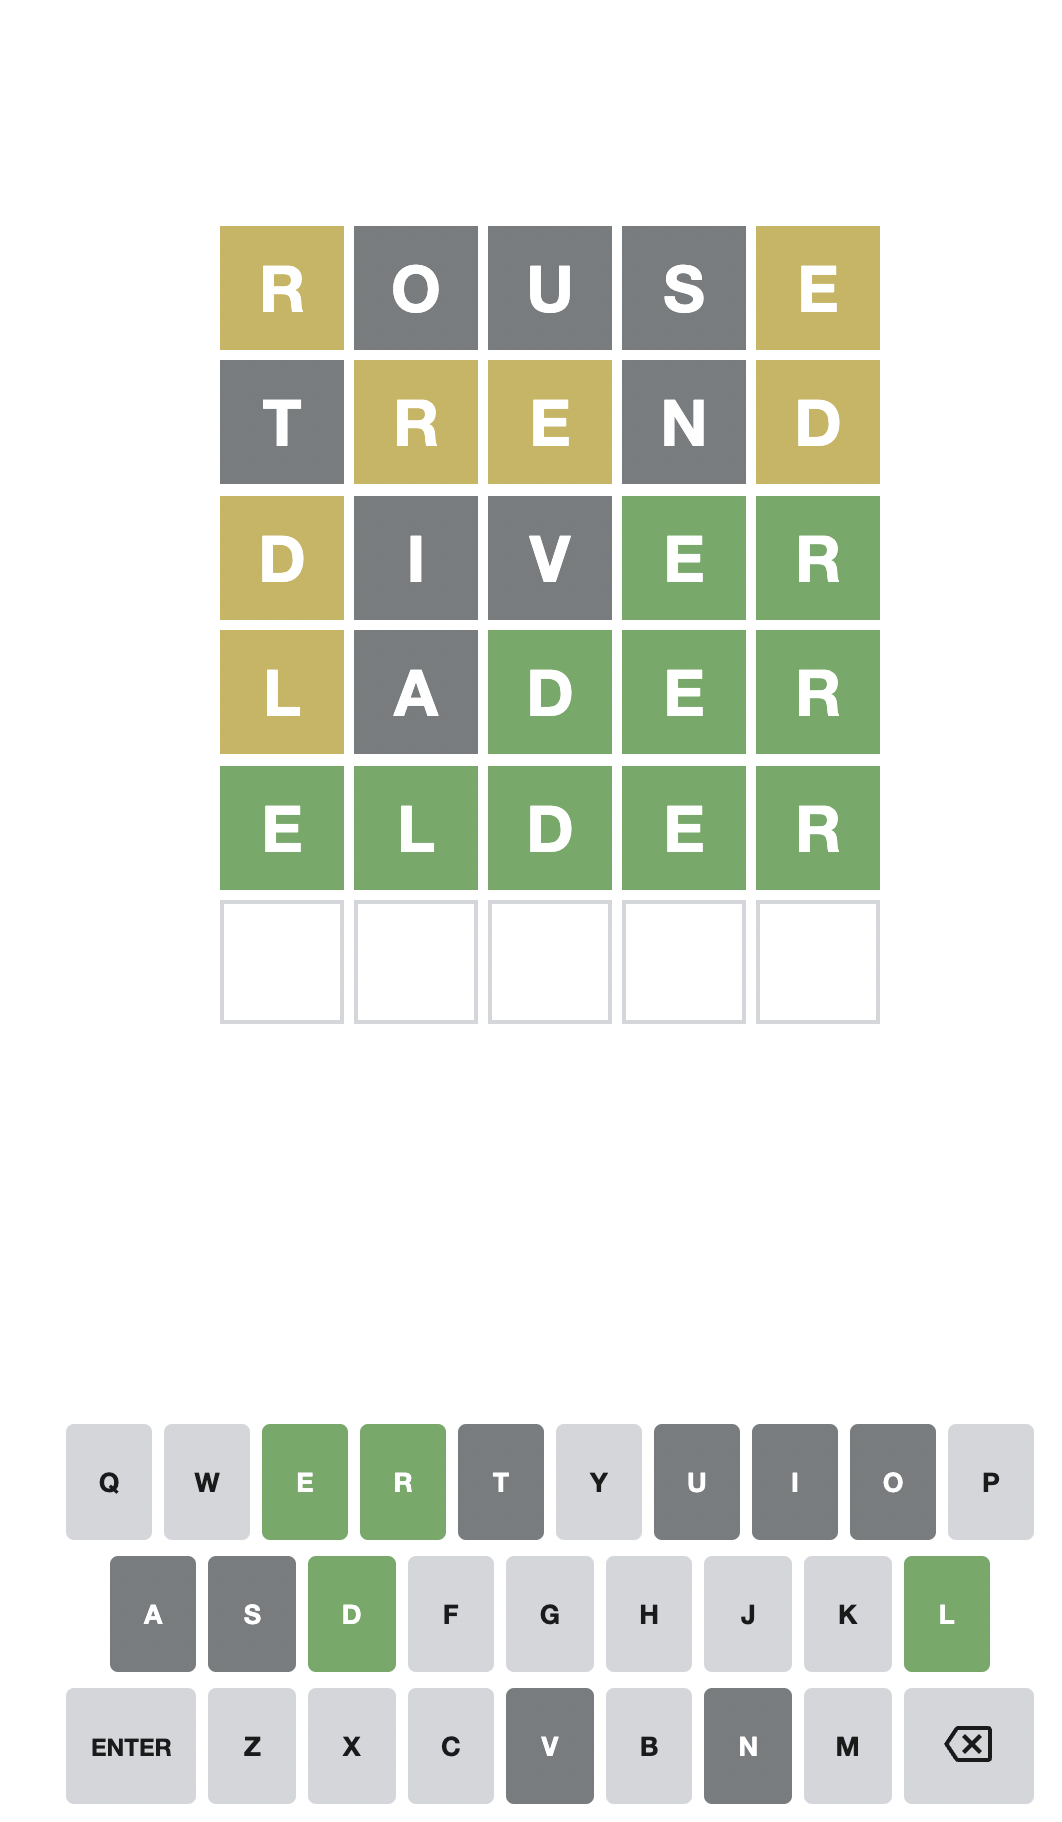 R O U S E
T R E N D
D I V E R
L A D E R
E L D E R
Q W E R T Y U I O P
A S D F G H J K L
ENTER Z X C V B N M